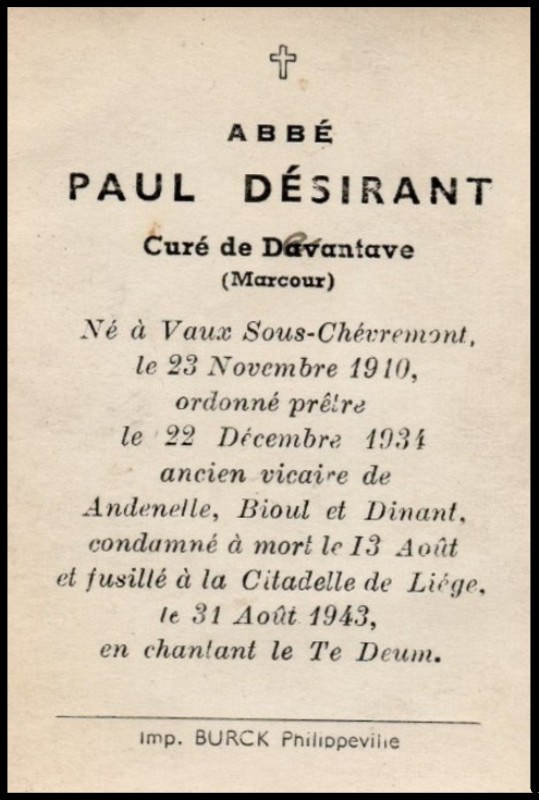 ABBÉ
PAUL DÉSIRANT
Curé de Davantave
(Marcour)
Né à Vaux Sous-Chévremont,
le 23 Novembre 1910,
ordonné prêtre
le 22 Décembre 1934
ancien vicaire de
Andenelle, Bioul et Dinant,
condamné à mort le 13 Août
et fusillé à la Citadelle de Liége,
le 31 Août 1943,
en chantant le Te Deum.
Imp. BURCK Philippeville